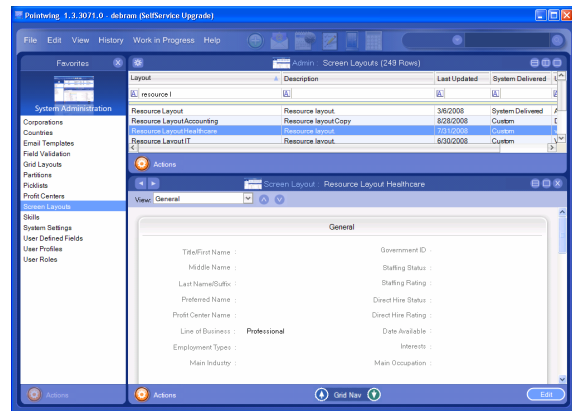 Pointwing 1.3.3071.0 - debram (SelfService Upgrade)
File Edit View History Work in Progress Help
Favorites
System Administration
Corporations
Countries
Email Templates
Field Validation
Grid Layouts
Partitions
Picklists
Profit Centers
Screen Layouts
Skills
System Settings
User Defined Fields
User Profiles
User Roles
Actions
Admin : Screen Layouts (249 Rows)
Layout Description Last Updated System Delivered
resource l
Resource Layout Resource layout. 3/6/2008 System Delivered
Resource Layout Accounting Resource layout Copy 8/28/2008 Custom
Resource Layout Healthcare Resource layout. 7/31/2008 Custom
Resource Layout IT Resource layout. 6/30/2008 Custom
Actions
Screen Layout : Resource Layout Healthcare
View: General
General
Title/First Name : Government ID :
Middle Name : Staffing Status :
Last Name/Suffix : Staffing Rating :
Preferred Name : Direct Hire Status :
Profit Center Name : Direct Hire Rating :
Line of Business : Professional Date Available :
Employment Types : Interests :
Main Industry : Main Occupation :
Actions Grid Nav Edit